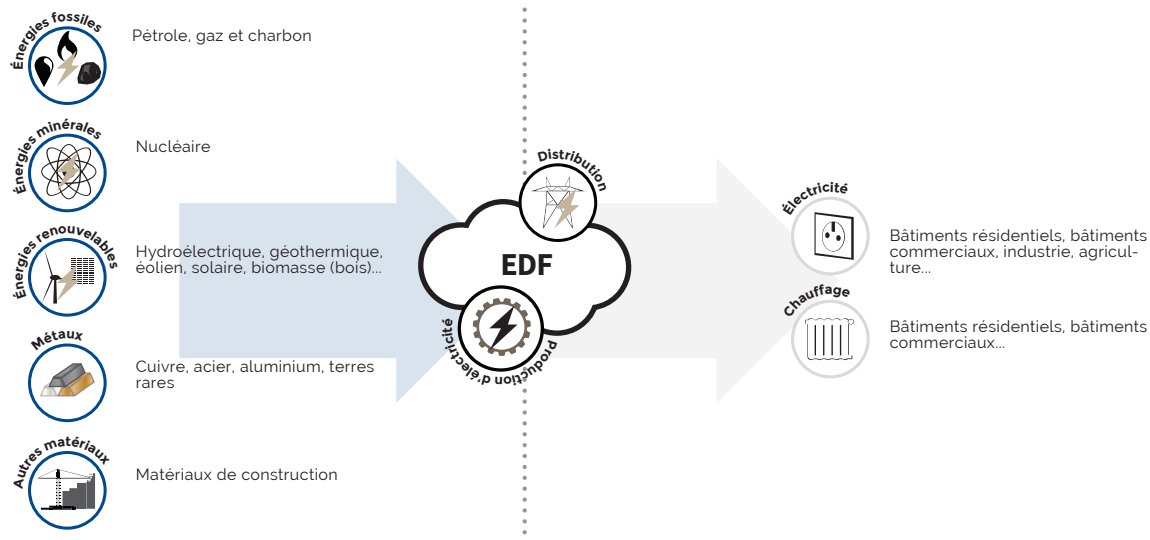 Énergies fossiles
Pétrole, gaz et charbon
Énergies minérales
Nucléaire
Énergies renouvelables
Hydroélectrique, géothermique,
éolien, solaire, biomasse (bois)...
Métaux
Cuivre, acier, aluminium, terres
rares
Autres matériaux
Matériaux de construction
Distribution
EDF
Production d'électricité
Électricité
Bâtiments résidentiels, bâtiments
commerciaux, industrie, agricul-
ture...
Chauffage
Bâtiments résidentiels, bâtiments
commerciaux...